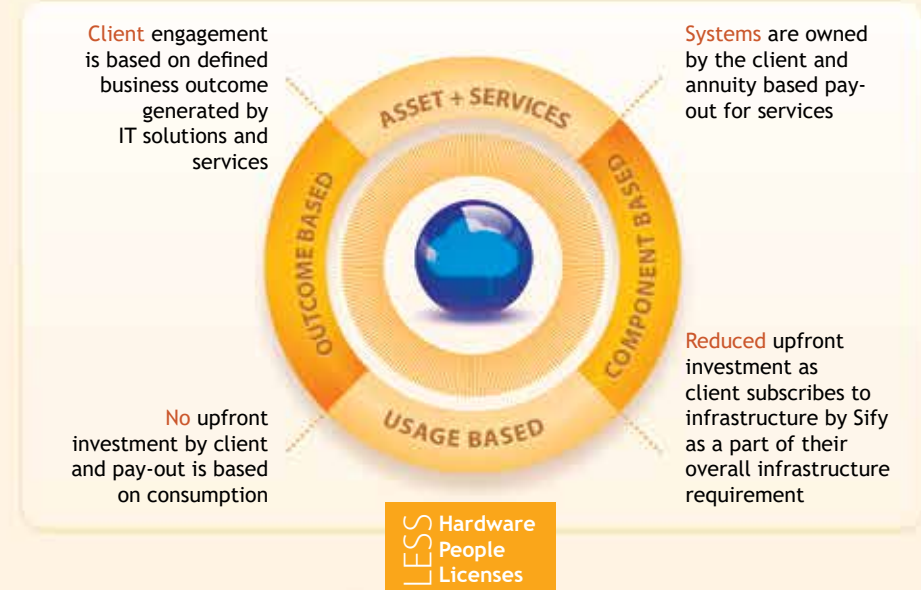 Client engagement
is based on defined
business outcome
generated by
IT solutions and
services
Systems are owned
by the client and
annuity based pay-
out for services
ASSET + SERVICES
OUTCOME BASED
COMPONENT BASED
USAGE BASED
No upfront
investment by client
and pay-out is based
on consumption
Reduced upfront
investment as
client subscribes to
infrastructure by Sify
as a part of their
overall infrastructure
requirement
LESS
Hardware
People
Licenses